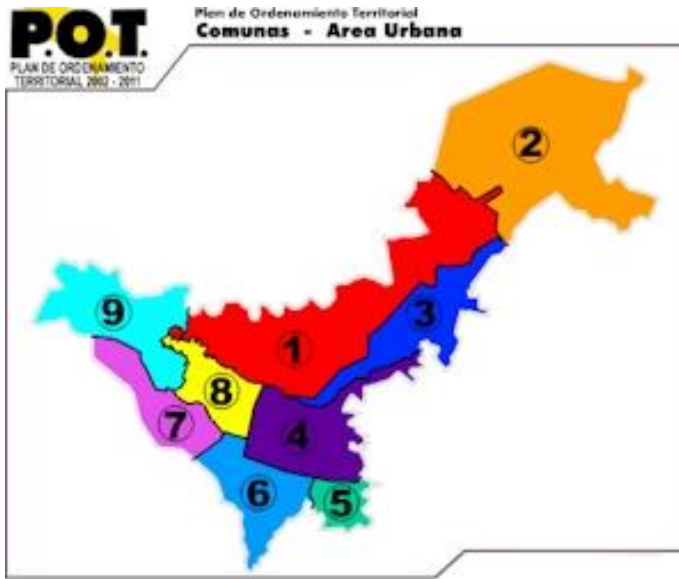 P.O.T.
PLAN DE ORDENAMIENTO
TERRITORIAL 2002 - 2011
Plan de Ordenamiento Territorial
Comunas - Area Urbana
2
3
9
1
8
4
7
6
5